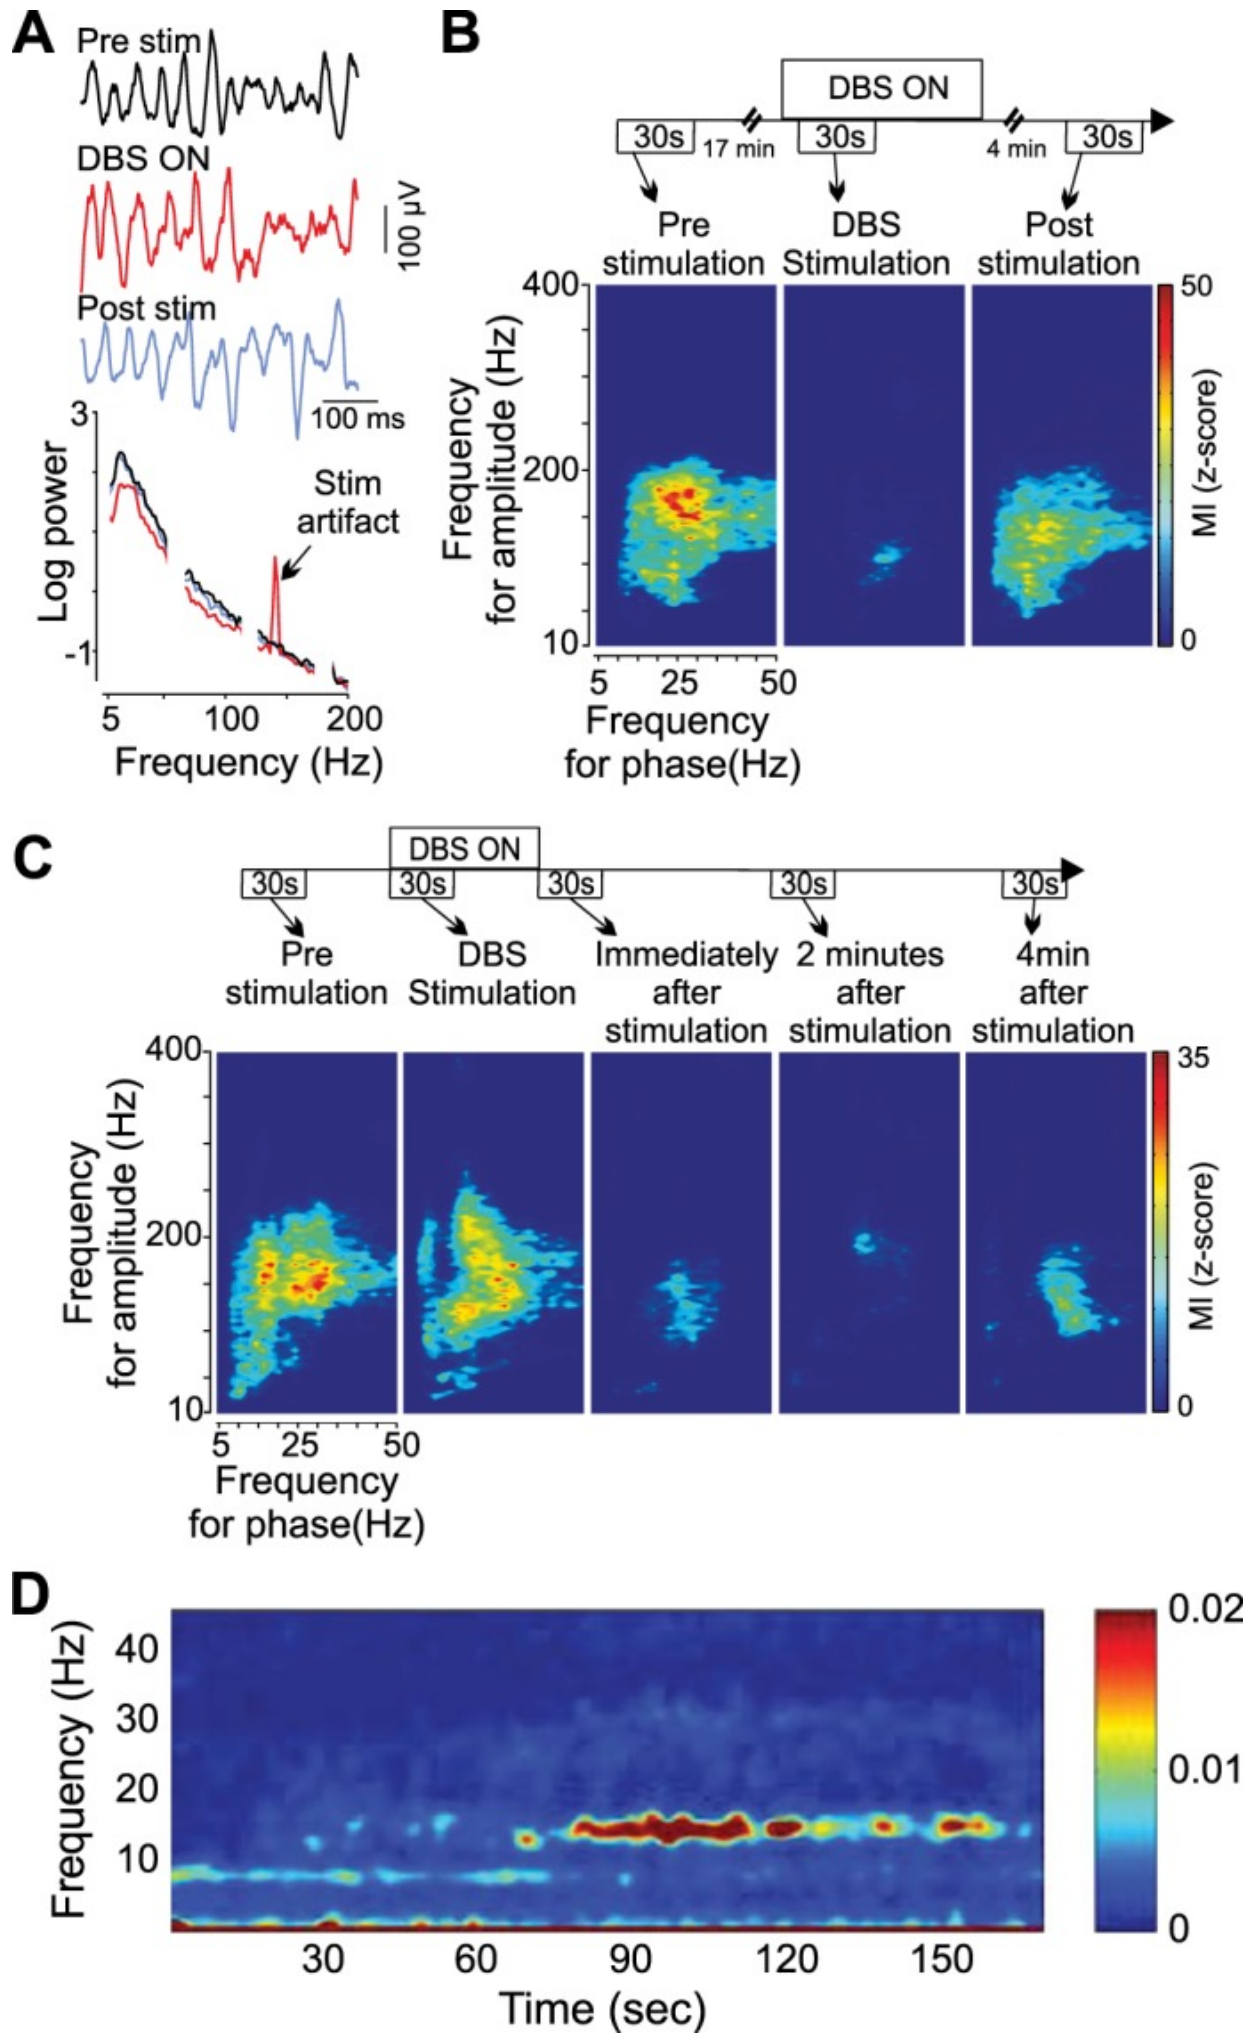 A
Pre stim
DBS ON
100 µV
Post stim
100 ms
3
-1
Log power
Stim
artifact
5 100 200
Frequency (Hz)
B
DBS ON
30s 17 min 30s 4 min 30s
Pre
stimulation
DBS
Stimulation
Post
stimulation
400
200
10
Frequency
for amplitude (Hz)
5 25 50
Frequency
for phase(Hz)
50
0
MI (z-score)
C
DBS ON
30s 30s 30s 30s 30s
Pre
stimulation
DBS
Stimulation
Immediately
after
stimulation
2 minutes
after
stimulation
4min
after
stimulation
400
200
10
Frequency
for amplitude (Hz)
5 25 50
Frequency
for phase(Hz)
35
0
MI (z-score)
D
40
30
20
10
Frequency (Hz)
30 60 90 120 150
Time (sec)
0.02
0.01
0